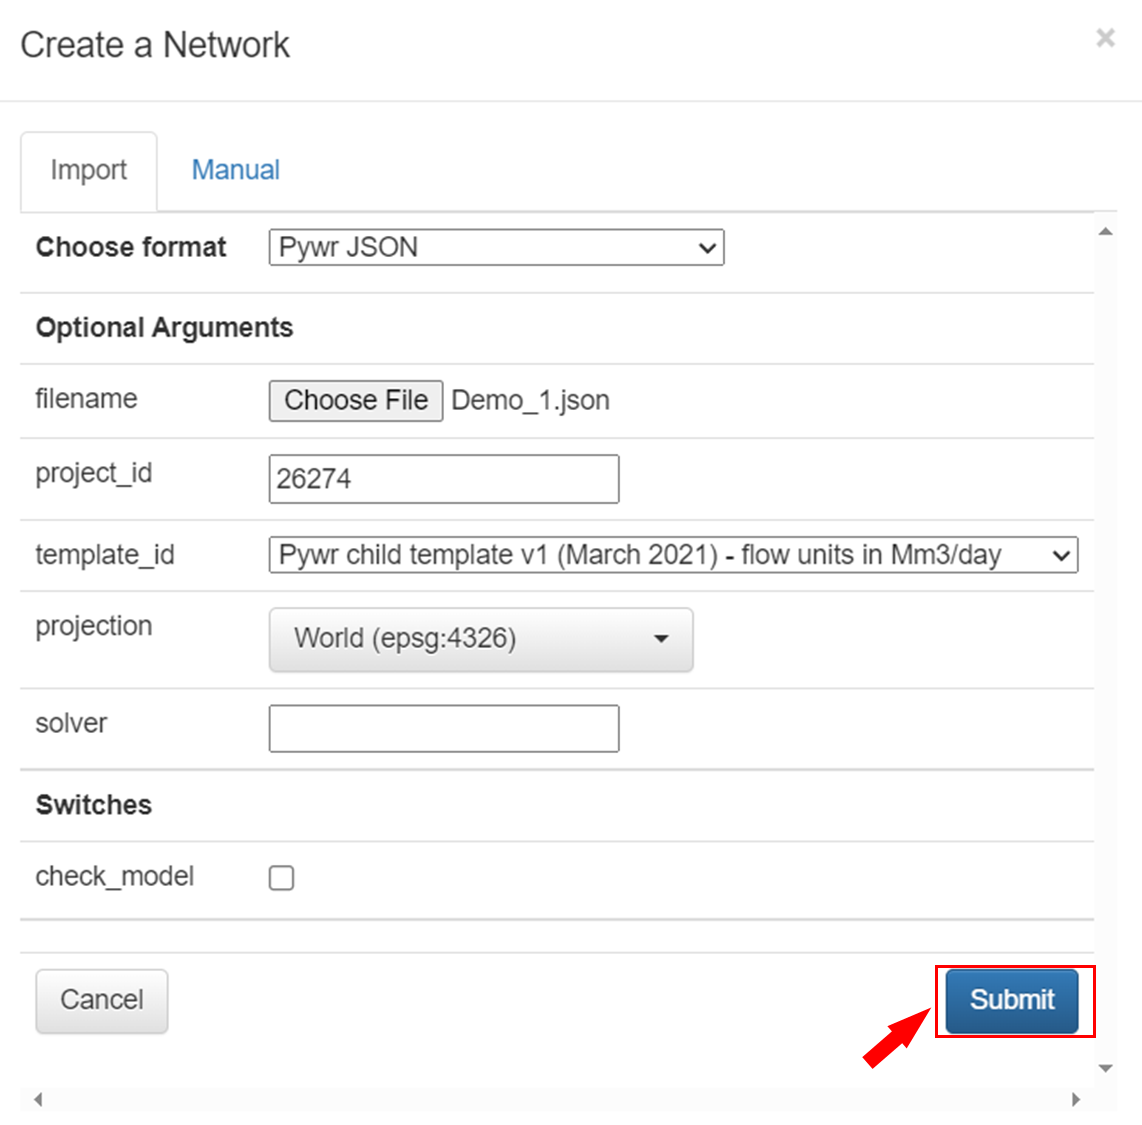 Create a Network
×
Import Manual
Choose format Pywr JSON
Optional Arguments
filename Choose File Demo_1.json
project_id 26274
template_id Pywr child template v1 (March 2021) - flow units in Mm3/day
projection World (epsg:4326)
solver
Switches
check_model
Cancel Submit